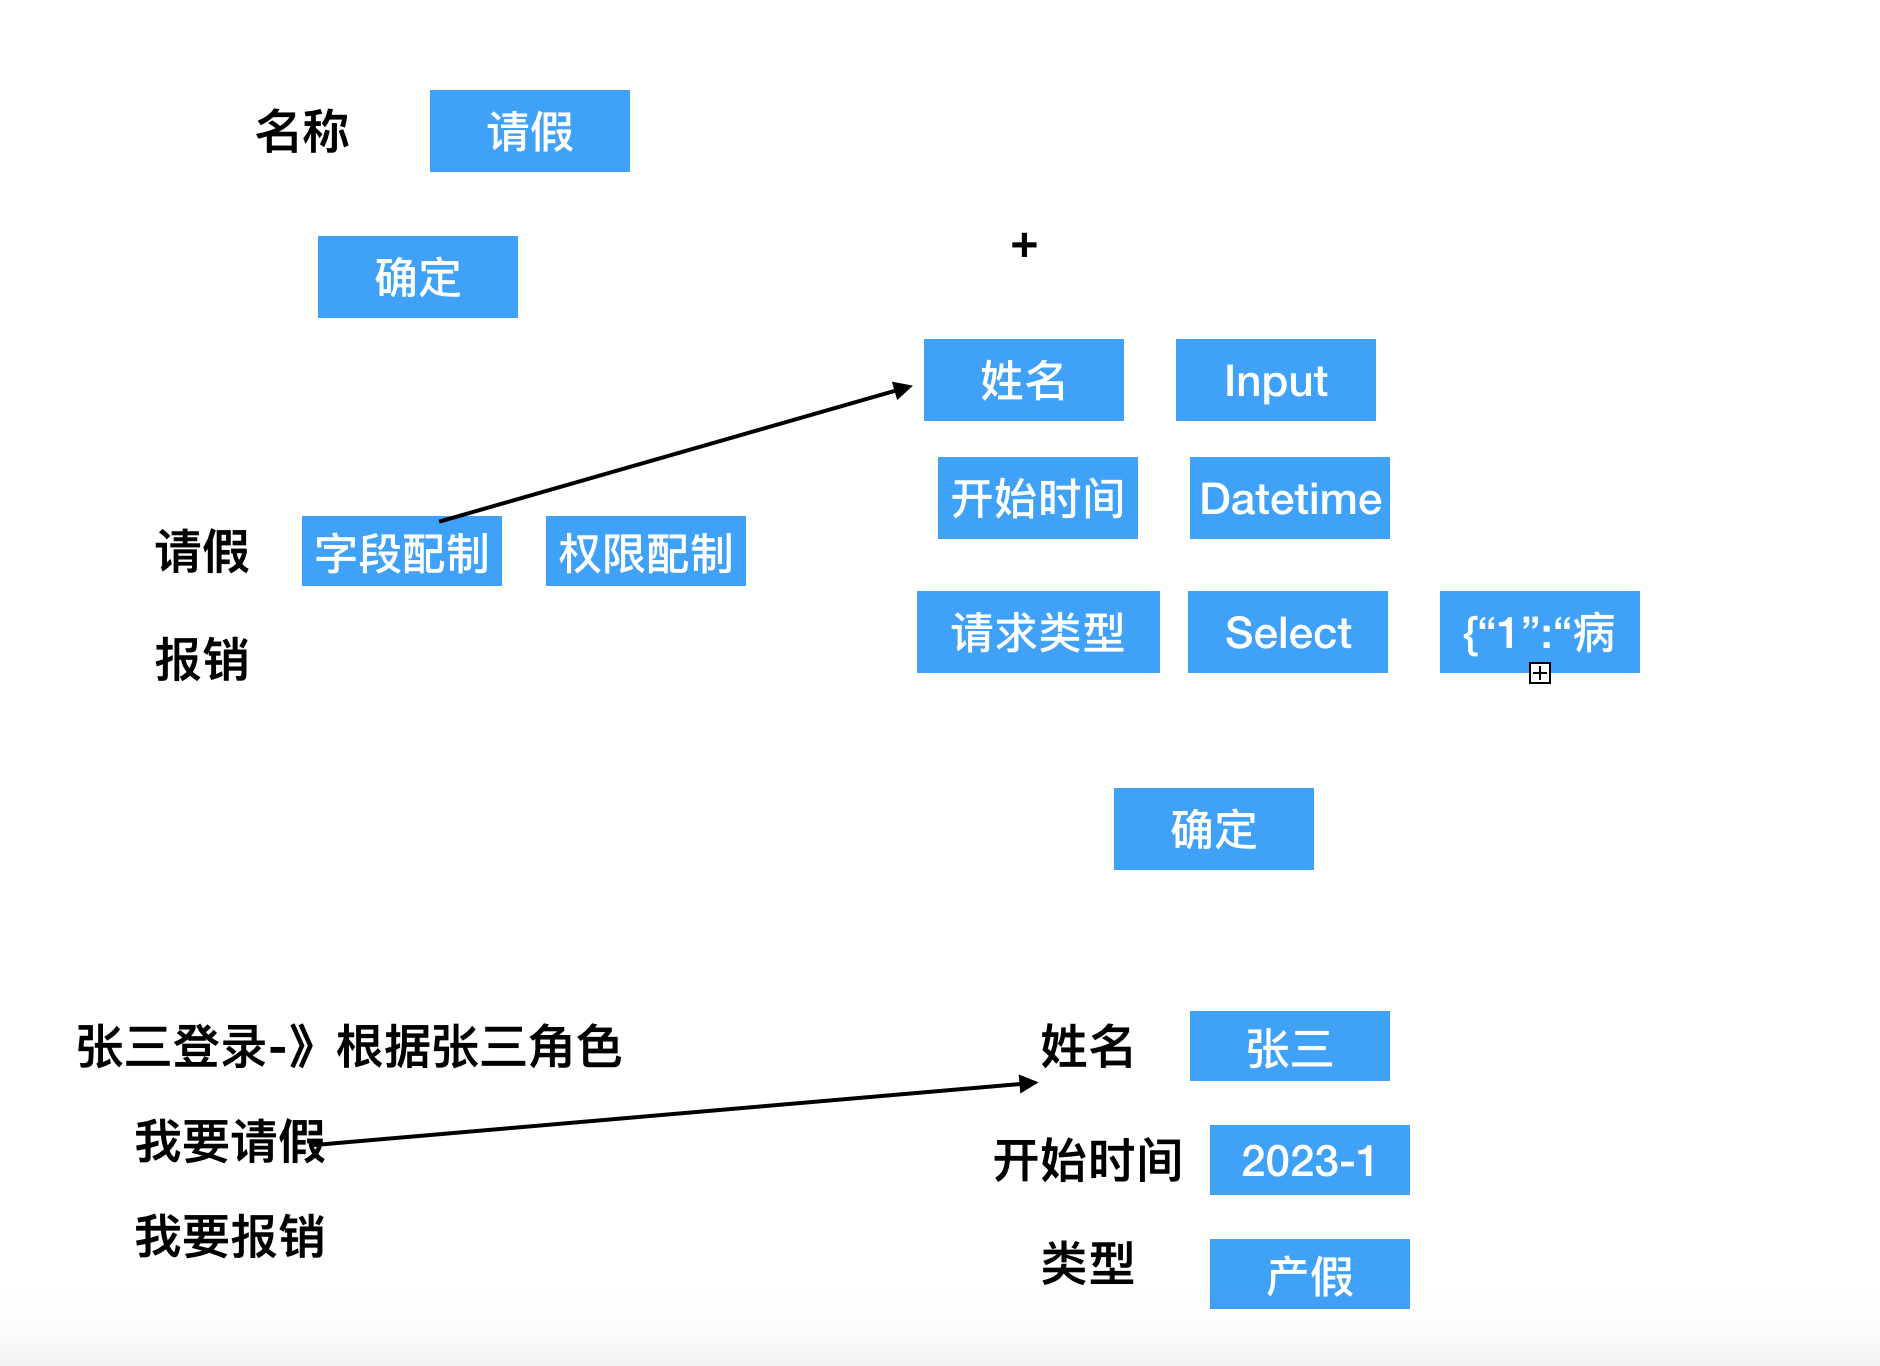 名称 请假
确定
+
姓名 Input
开始时间 Datetime
请假 字段配制 权限配制
请求类型 Select {“1”:“病
报销
确定
张三登录-》根据张三角色
姓名 张三
我要请假
开始时间 2023-1
我要报销
类型 产假